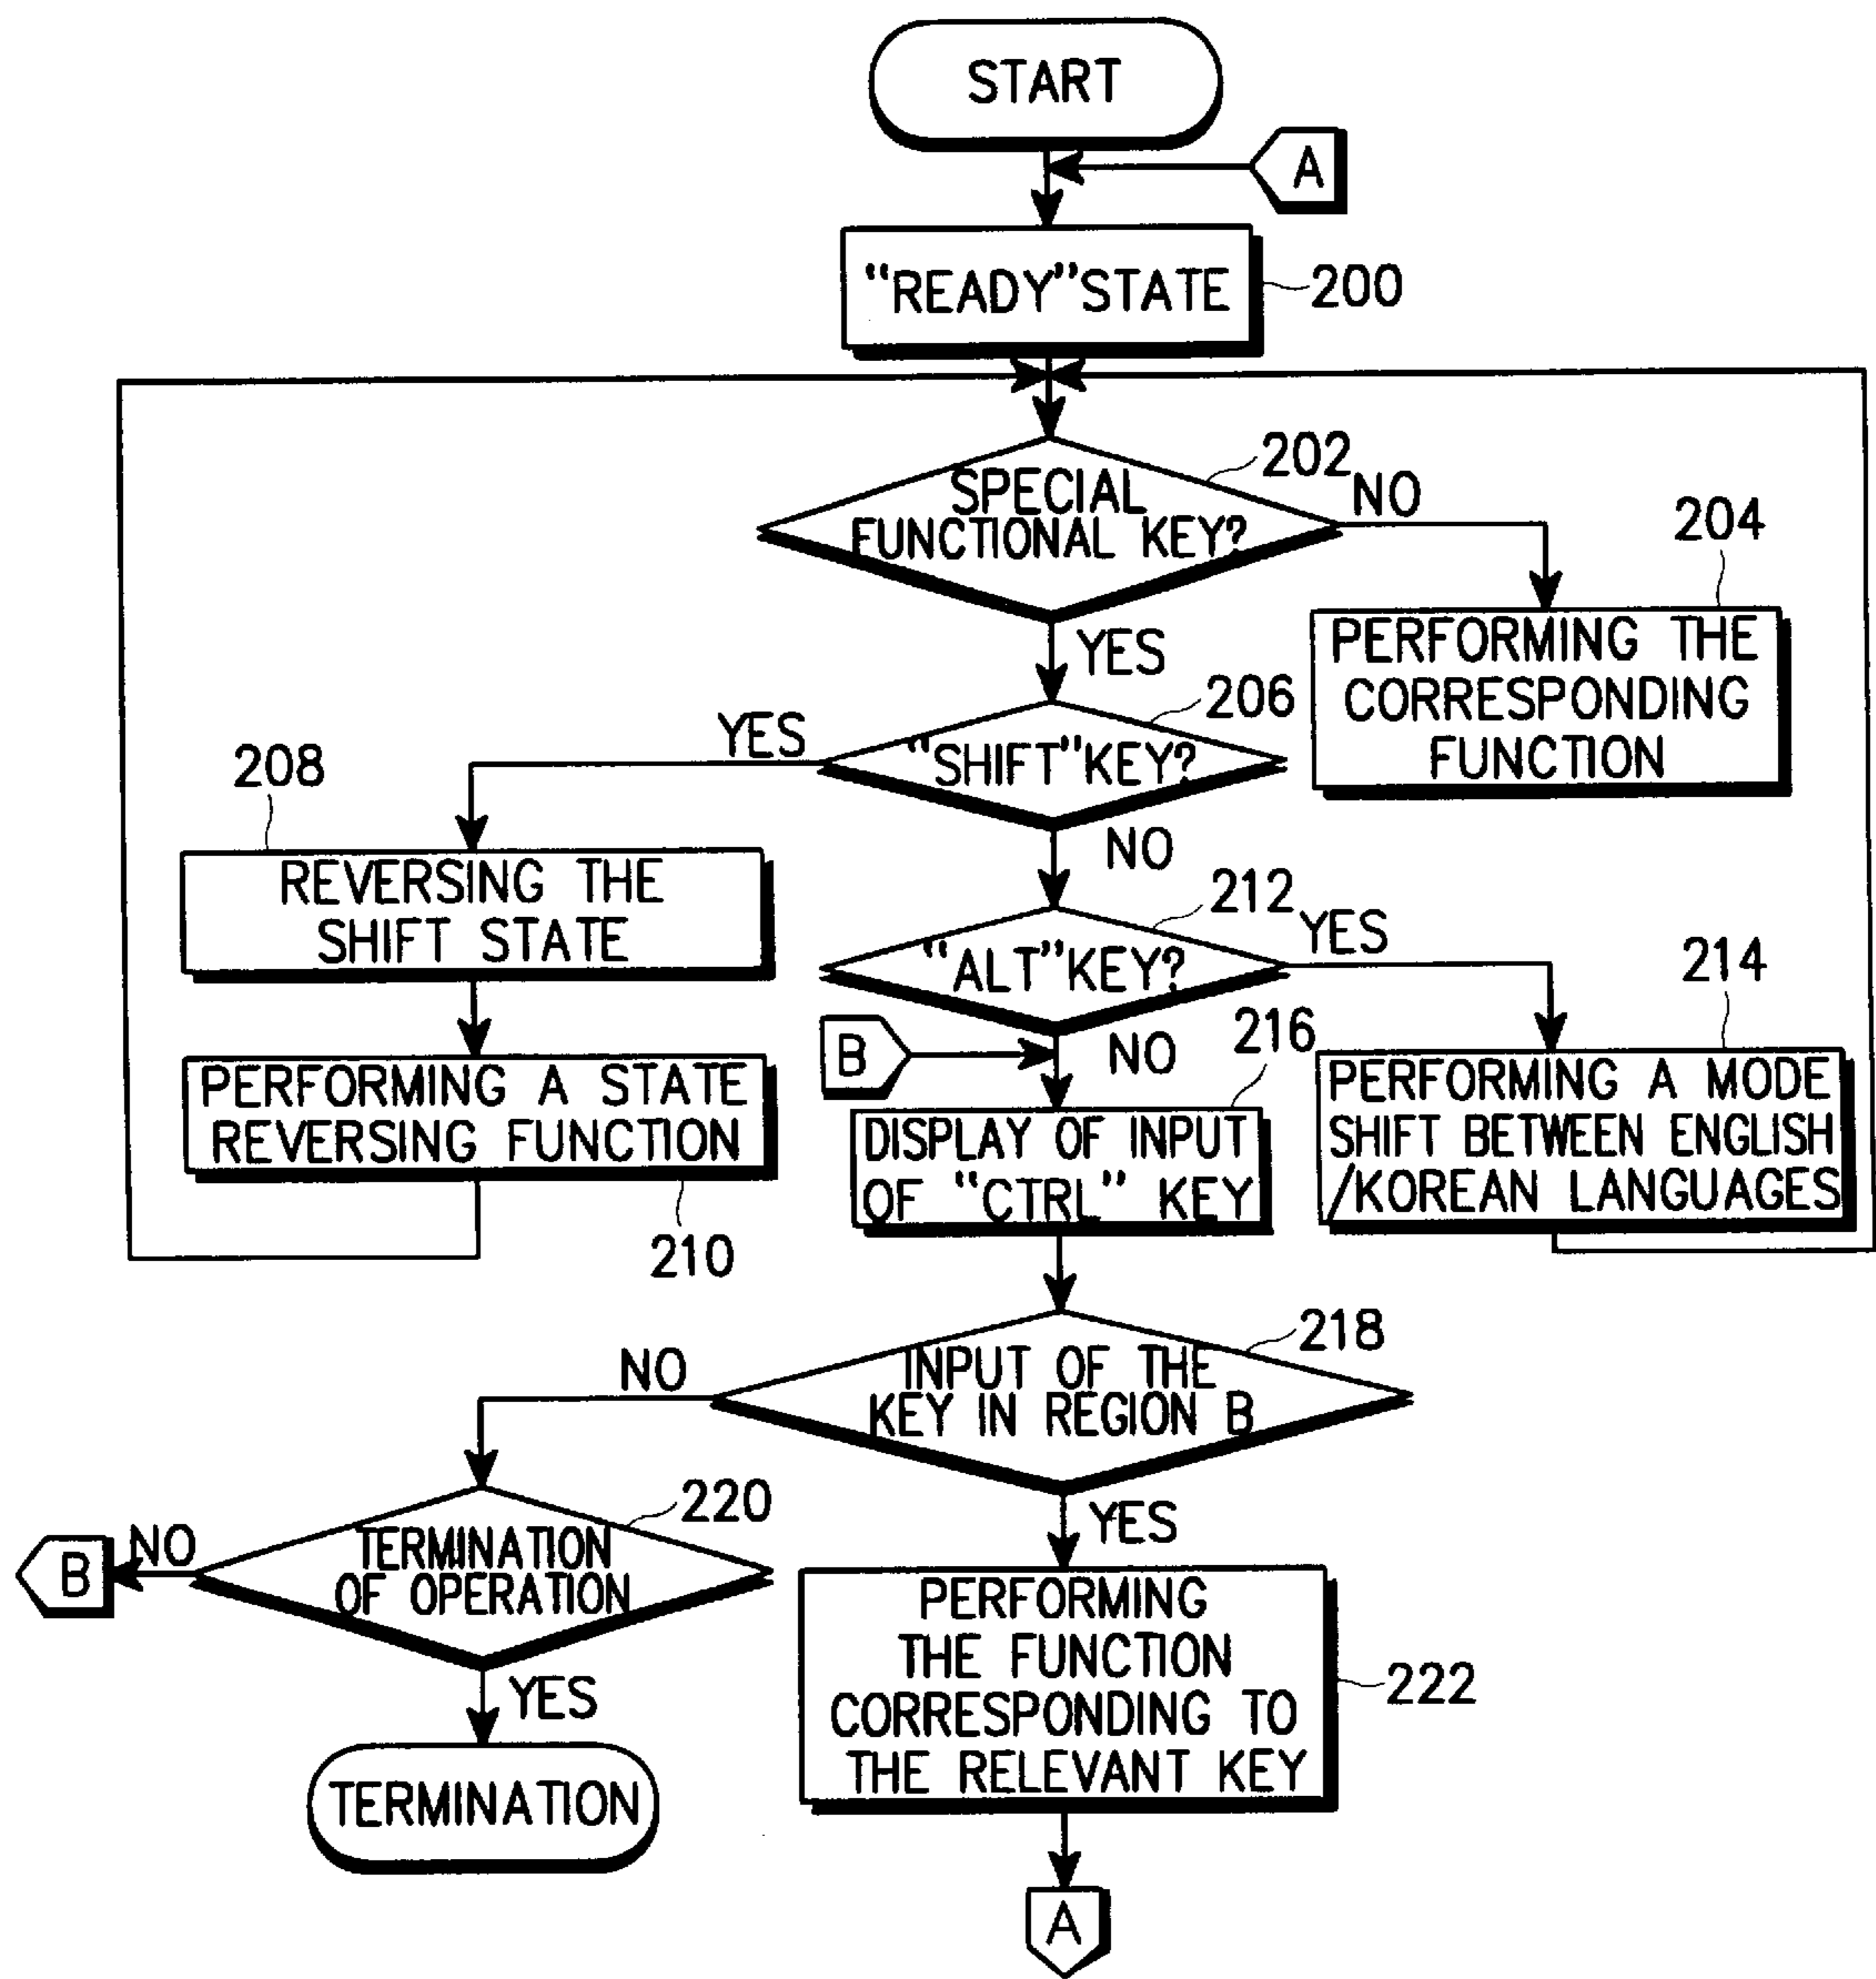 START
A
“READY”STATE
200
202
SPECIAL
FUNCTIONAL KEY?
NO
204
PERFORMING THE
CORRESPONDING
FUNCTION
YES
206
“SHIFT”KEY?
YES
208
REVERSING THE
SHIFT STATE
NO
212
“ALT”KEY?
YES
214
PERFORMING A MODE
SHIFT BETWEEN ENGLISH
/KOREAN LANGUAGES
PERFORMING A STATE
REVERSING FUNCTION
210
B
NO
216
DISPLAY OF INPUT
OF “CTRL” KEY
218
INPUT OF THE
KEY IN REGION B
NO
220
TERMINATION
OF OPERATION
NO
B
YES
TERMINATION
YES
PERFORMING
THE FUNCTION
CORRESPONDING TO
THE RELEVANT KEY
222
A